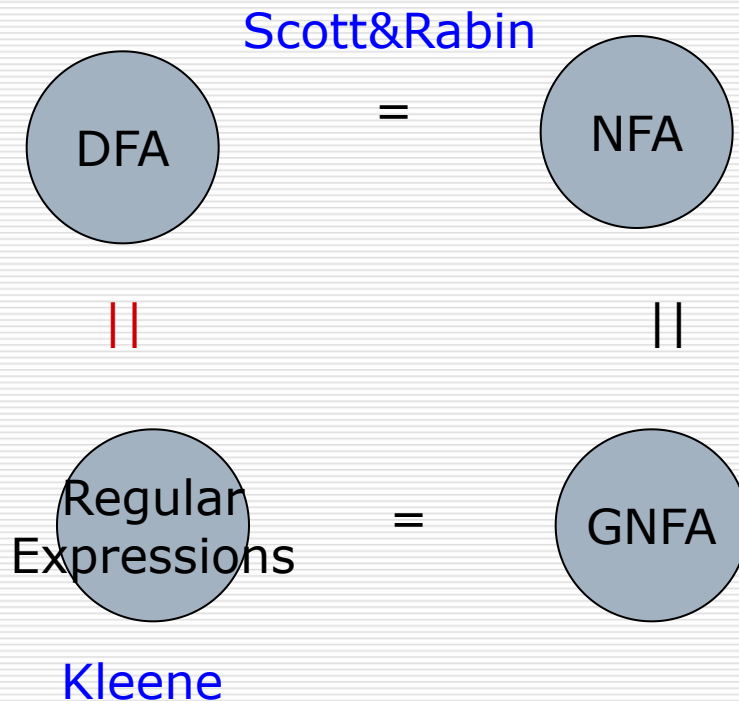 Scott&Rabin
DFA
=
NFA
||
||
Regular
Expressions
=
GNFA
Kleene